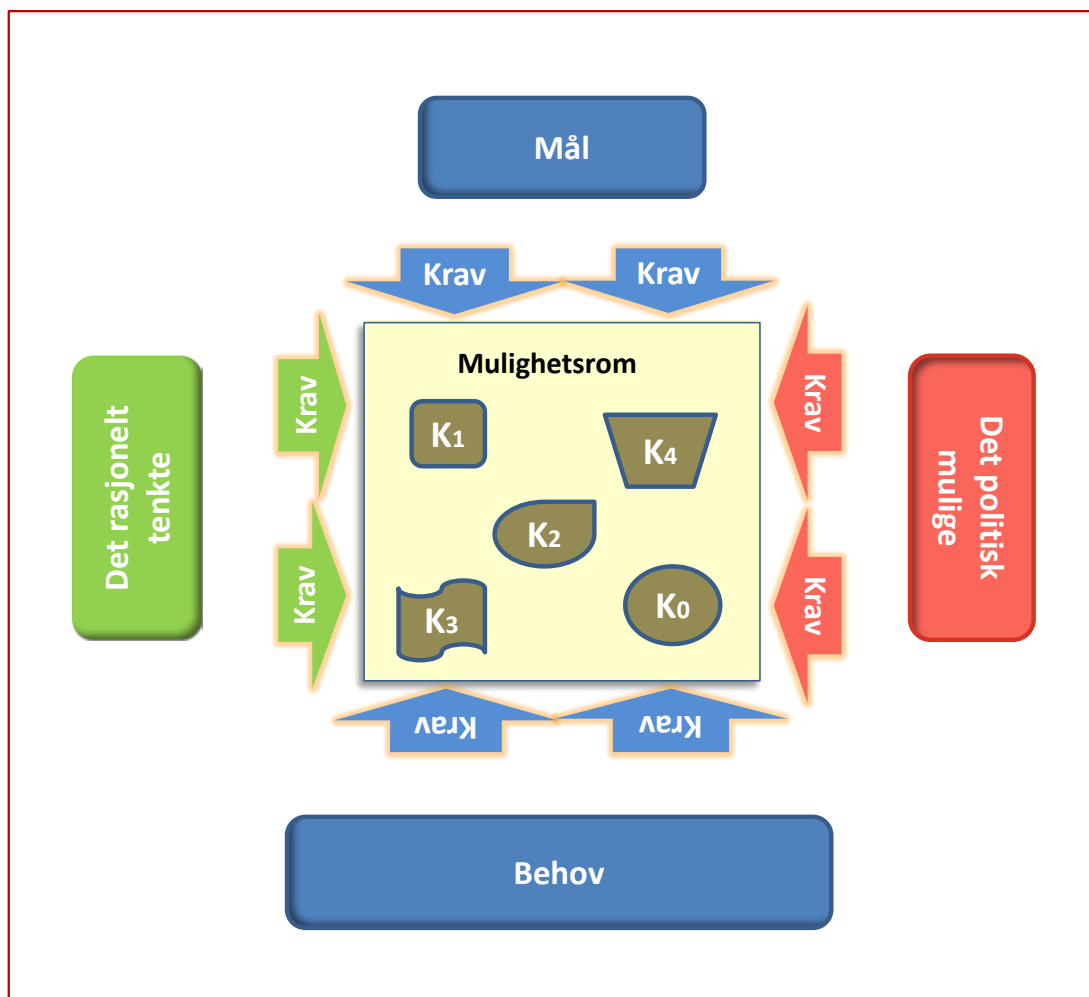 Mål
Krav
Krav
Mulighetsrom
Det rasjonelt
tenkte
Krav
Krav
K1
K4
K2
K3
K0
Krav
Krav
Det politisk
mulige
Krav
Krav
Behov